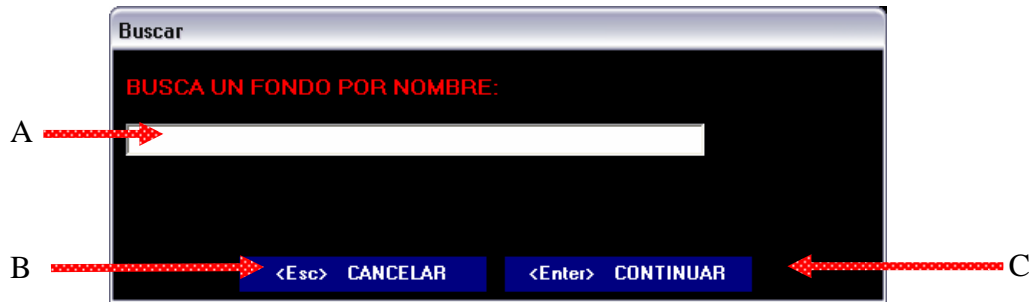 Buscar
BUSCA UN FONDO POR NOMBRE:
A
B <Esc> CANCELAR <Enter> CONTINUAR C